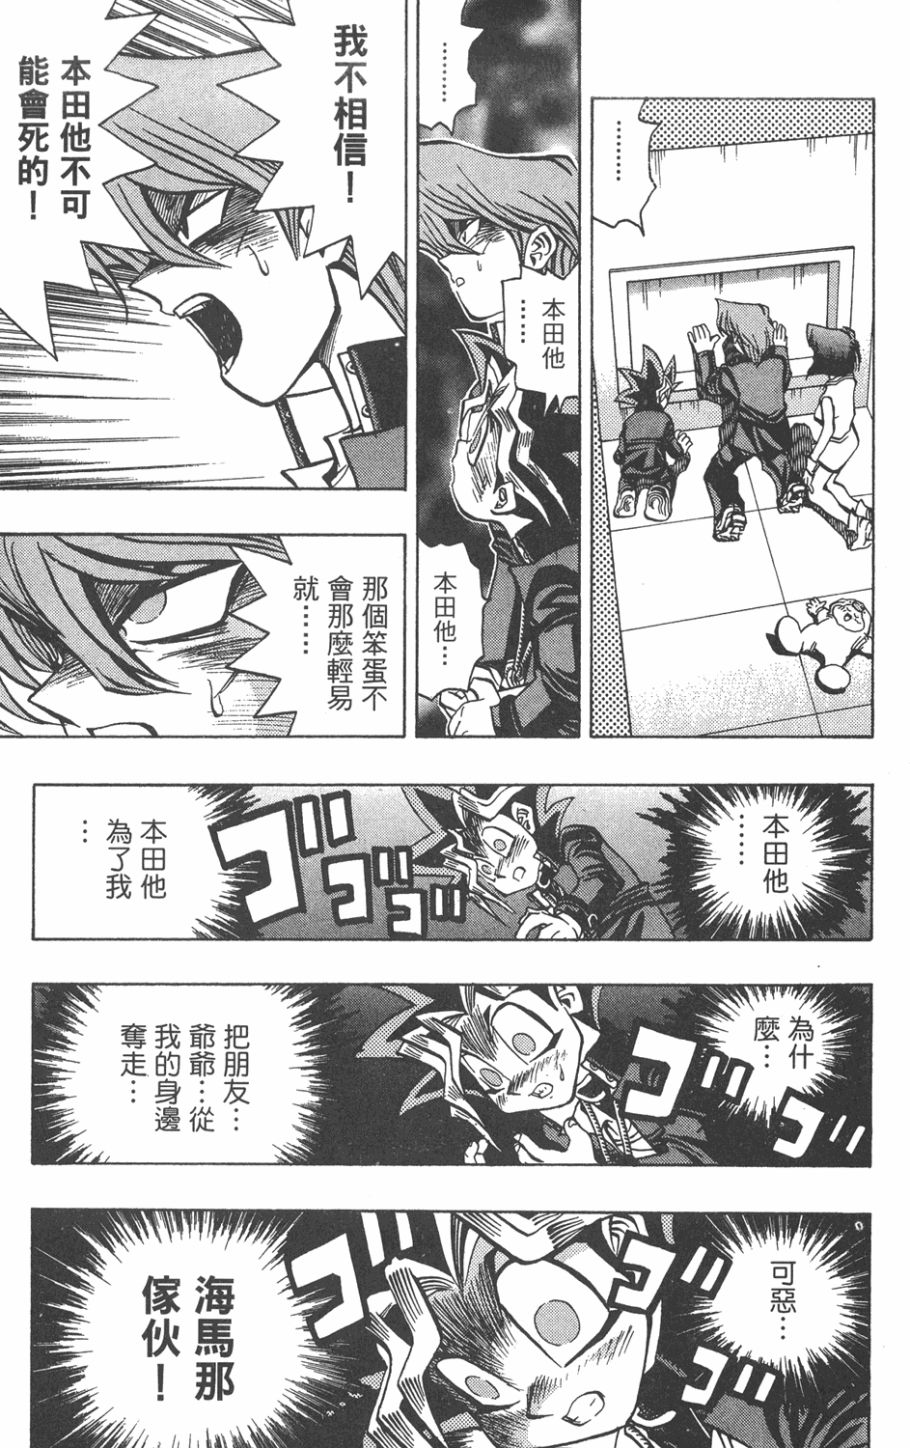 ………
本田他
……
本田他…
………
我不相信！
本田他不可
能會死的！
那個笨蛋不
會那麼輕易
就……
本田他
……
ゴゴゴ
本田他
為了我
…
為什
麼…
ゴゴゴ
把朋友…
爺爺…從
我的身邊
奪走…
可惡…
ゴゴゴ
海馬那
傢伙！